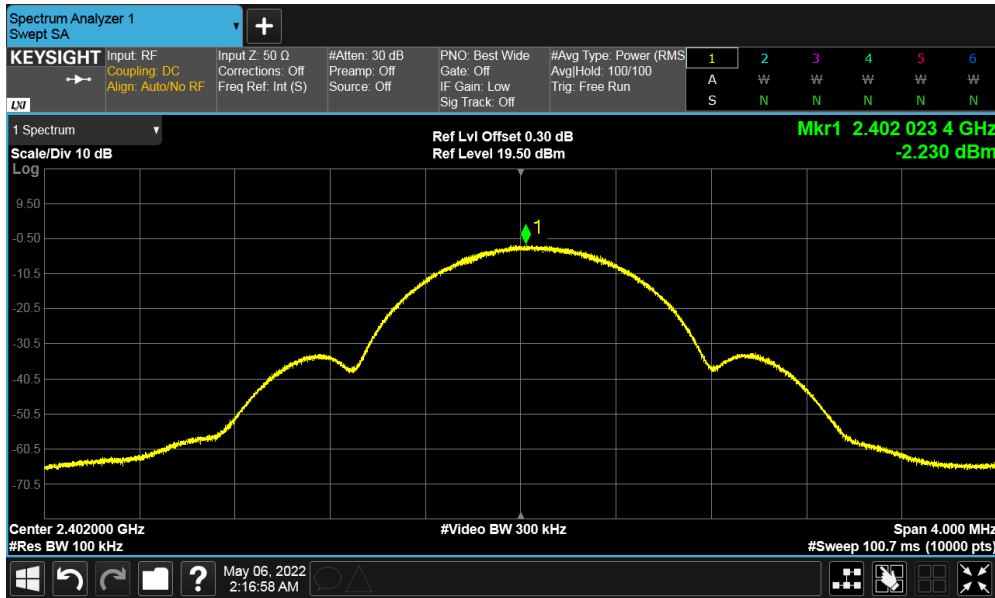 Spectrum Analyzer 1
Swept SA
+
KEYSIGHT
LXI
Input: RF
Coupling: DC
Align: Auto/No RF
Input Z: 50 Ω
Corrections: Off
Freq Ref: Int (S)
#Atten: 30 dB
Preamp: Off
Source: Off
PNO: Best Wide
Gate: Off
IF Gain: Low
Sig Track: Off
#Avg Type: Power (RMS
Avg|Hold: 100/100
Trig: Free Run
1 2 3 4 5 6
A W W W W W
S N N N N N
1 Spectrum
Scale/Div 10 dB
Ref Lvl Offset 0.30 dB
Ref Level 19.50 dBm
Mkr1 2.402 023 4 GHz
-2.230 dBm
Log
9.50
-0.50
-10.5
-20.5
-30.5
-40.5
-50.5
-60.5
-70.5
1
Center 2.402000 GHz
#Res BW 100 kHz
#Video BW 300 kHz
Span 4.000 MHz
#Sweep 100.7 ms (10000 pts)
?
May 06, 2022
2:16:58 AM